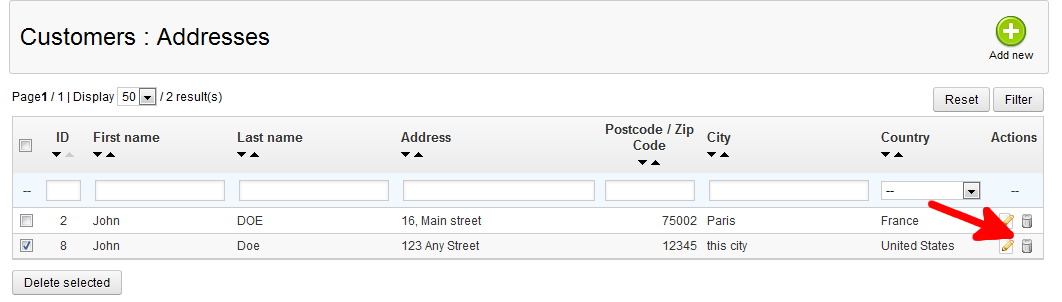 Customers : Addresses
Add new
Page1 / 1 | Display 50 / 2 result(s)
Reset Filter
ID First name Last name Address Postcode / Zip Code City Country Actions
-- -- --
2 John DOE 16, Main street 75002 Paris France
8 John Doe 123 Any Street 12345 this city United States
Delete selected